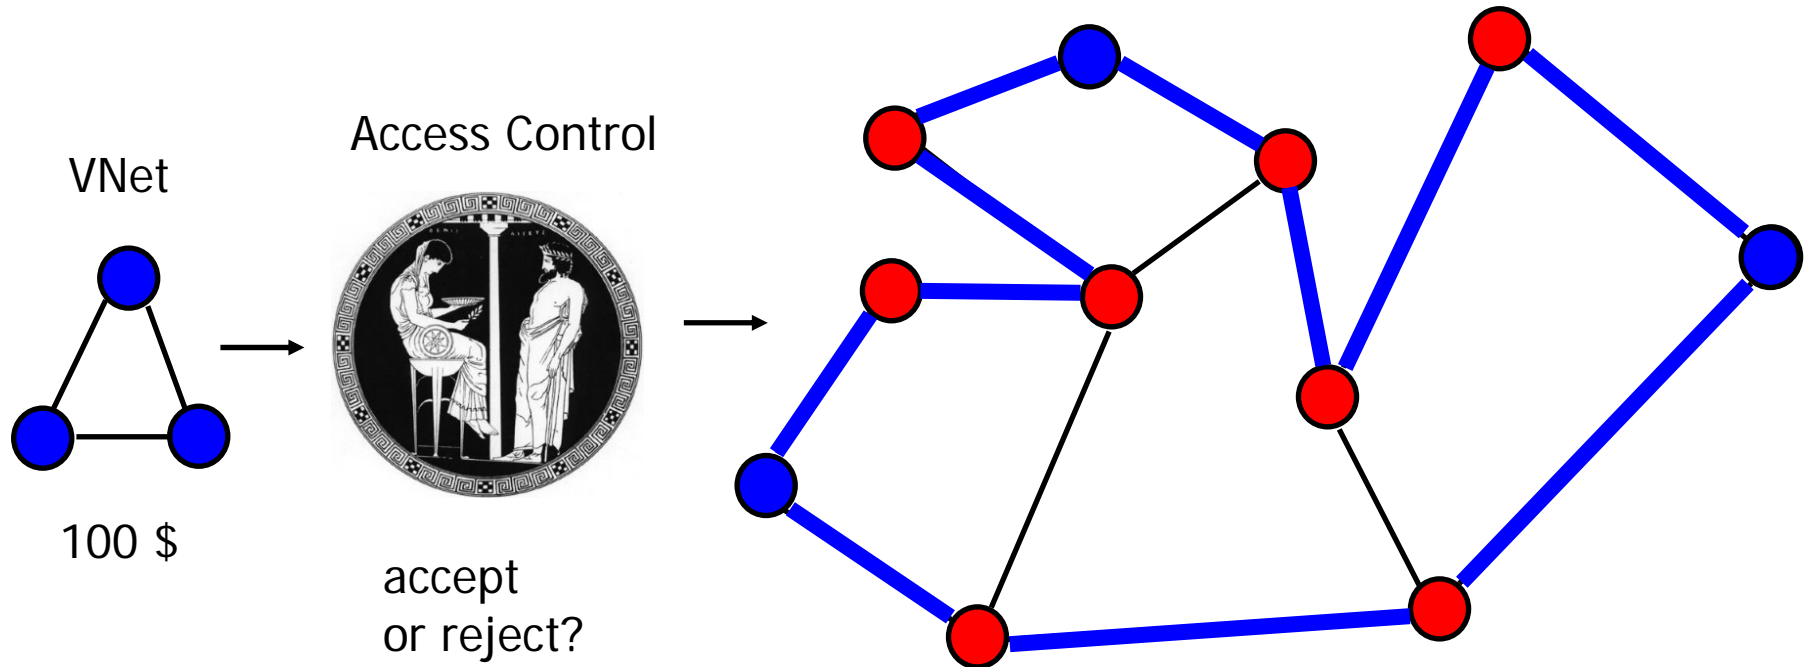 VNet
100 $
Access Control
accept
or reject?